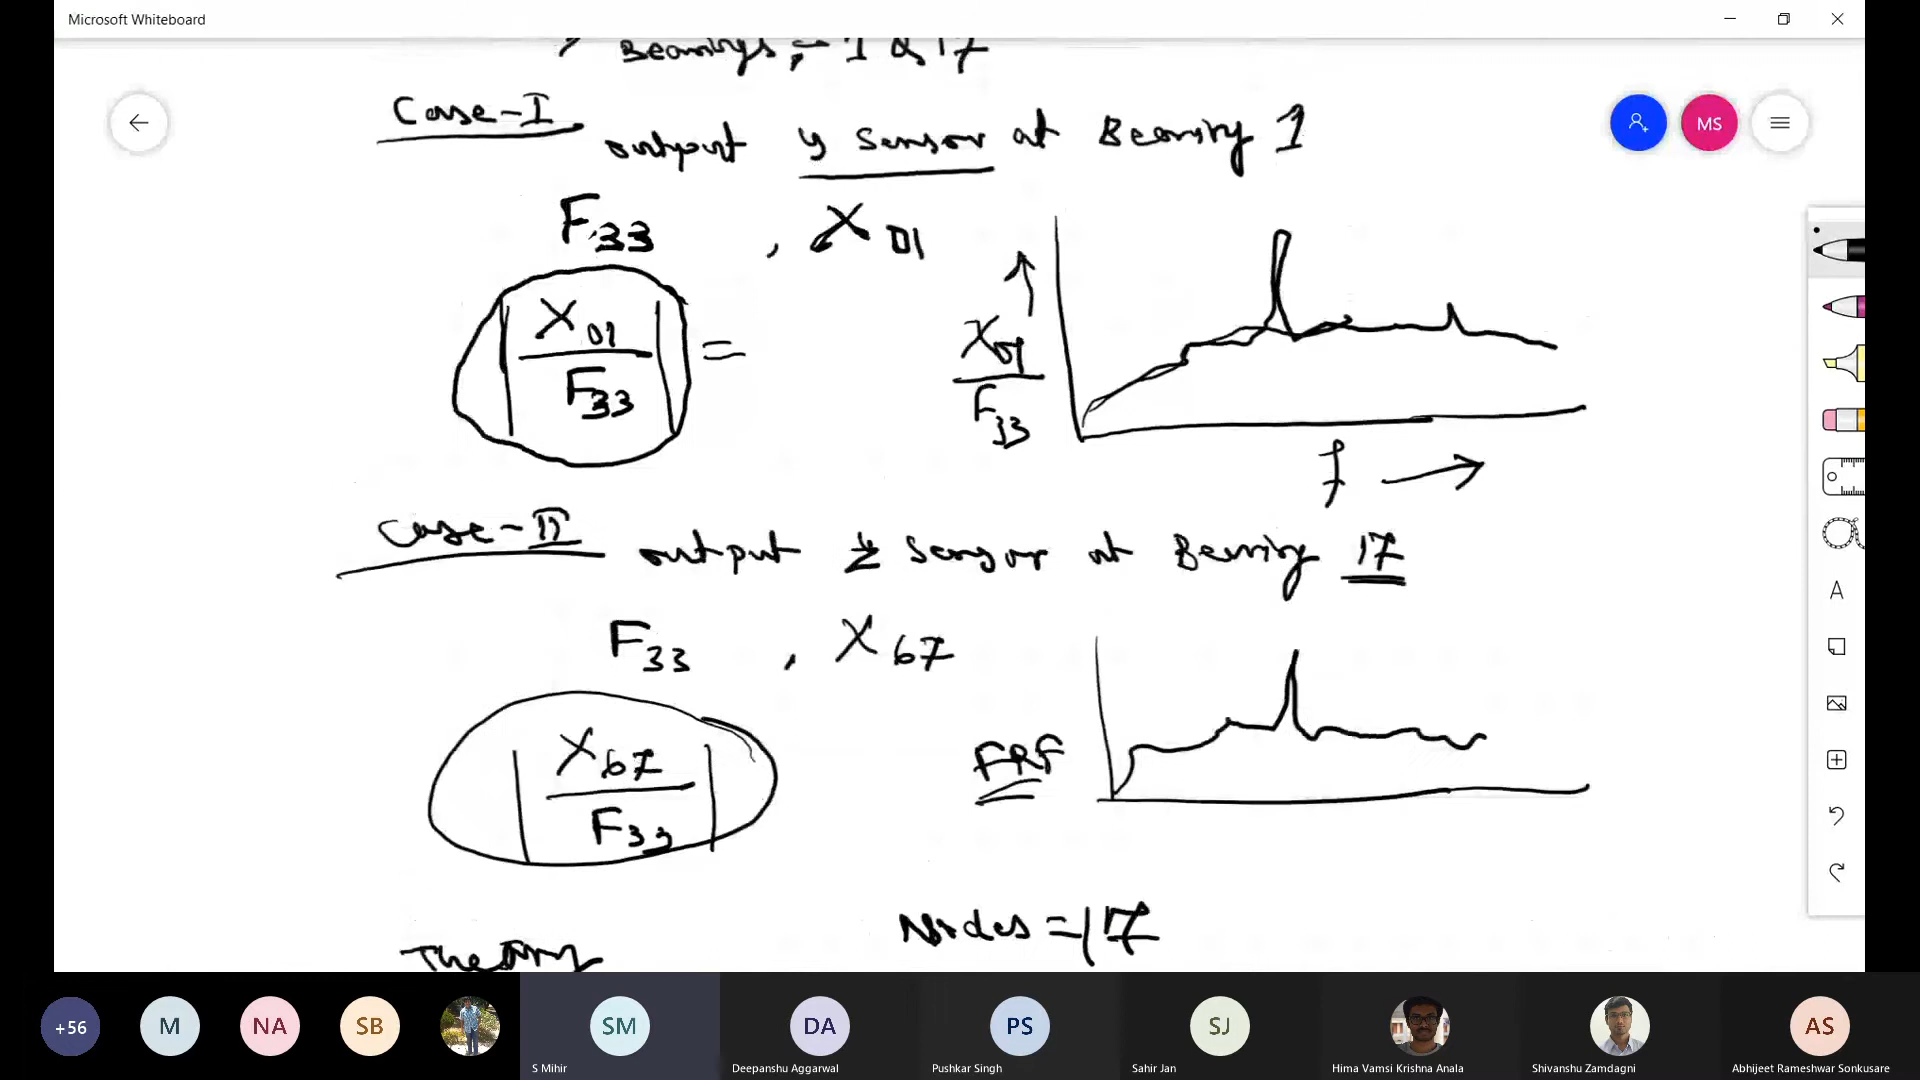 Microsoft Whiteboard
Bearings, - 1 & 17
Case-I
output y sensor at Bearing 1
MS
F33 , X01
|X01 / F33| =
X01 / F33
f
Case-II output z sensor at Bearing 17
F33 , X67
|X67 / F33|
FRF
Nodes = 17
Theory
A
+56 M NA SB SM DA PS SJ AS
S Mihir Deepanshu Aggarwal Pushkar Singh Sahir Jan Hima Vamsi Krishna Anala Shivanshu Zamdagni Abhijeet Rameshwar Sonkusare